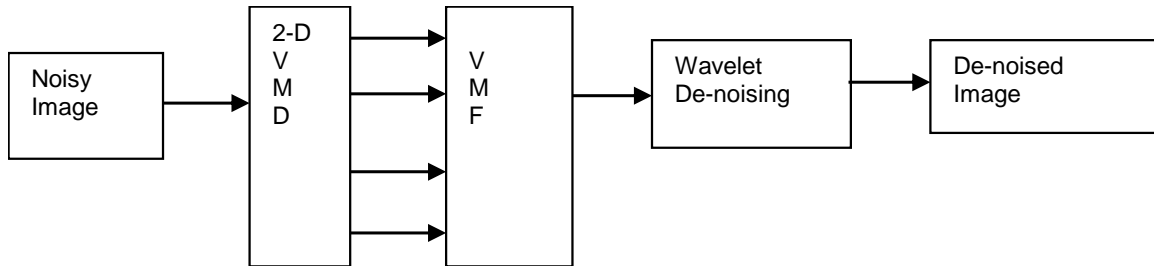 Noisy
Image
2-D
V
M
D
V
M
F
Wavelet
De-noising
De-noised
Image